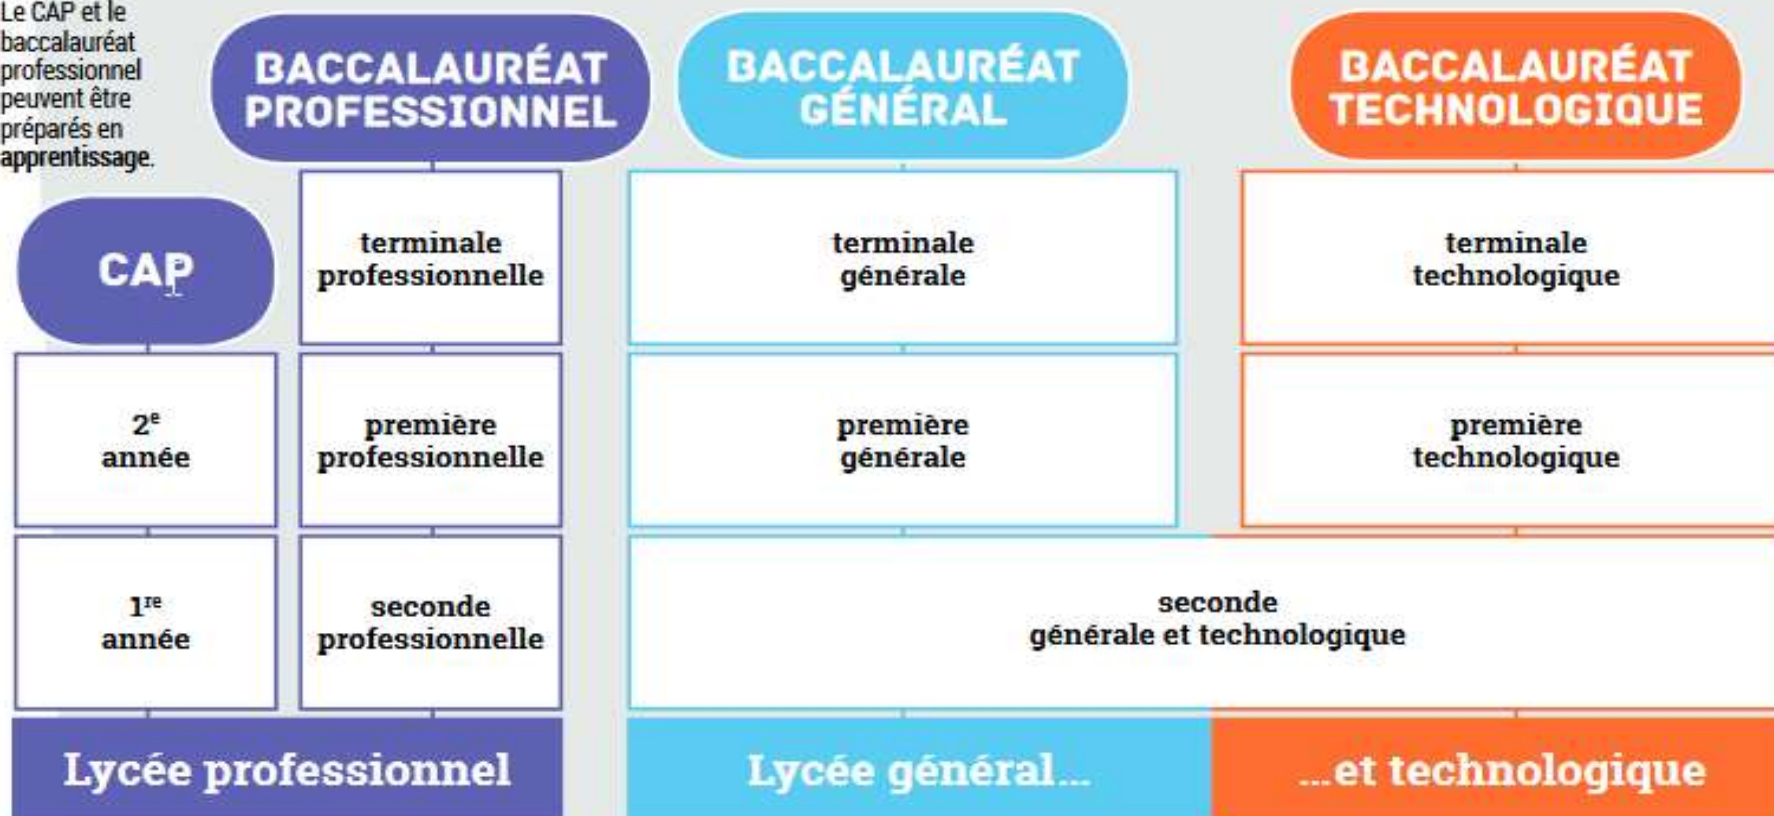 Le CAP et le
baccalauréat
professionnel
peuvent être
préparés en
apprentissage.
BACCALAURÉAT
PROFESSIONNEL
BACCALAURÉAT
GÉNÉRAL
BACCALAURÉAT
TECHNOLOGIQUE
CAP
terminale
professionnelle
terminale
générale
terminale
technologique
2e
année
première
professionnelle
première
générale
première
technologique
1re
année
seconde
professionnelle
seconde
générale et technologique
Lycée professionnel
Lycée général...
...et technologique